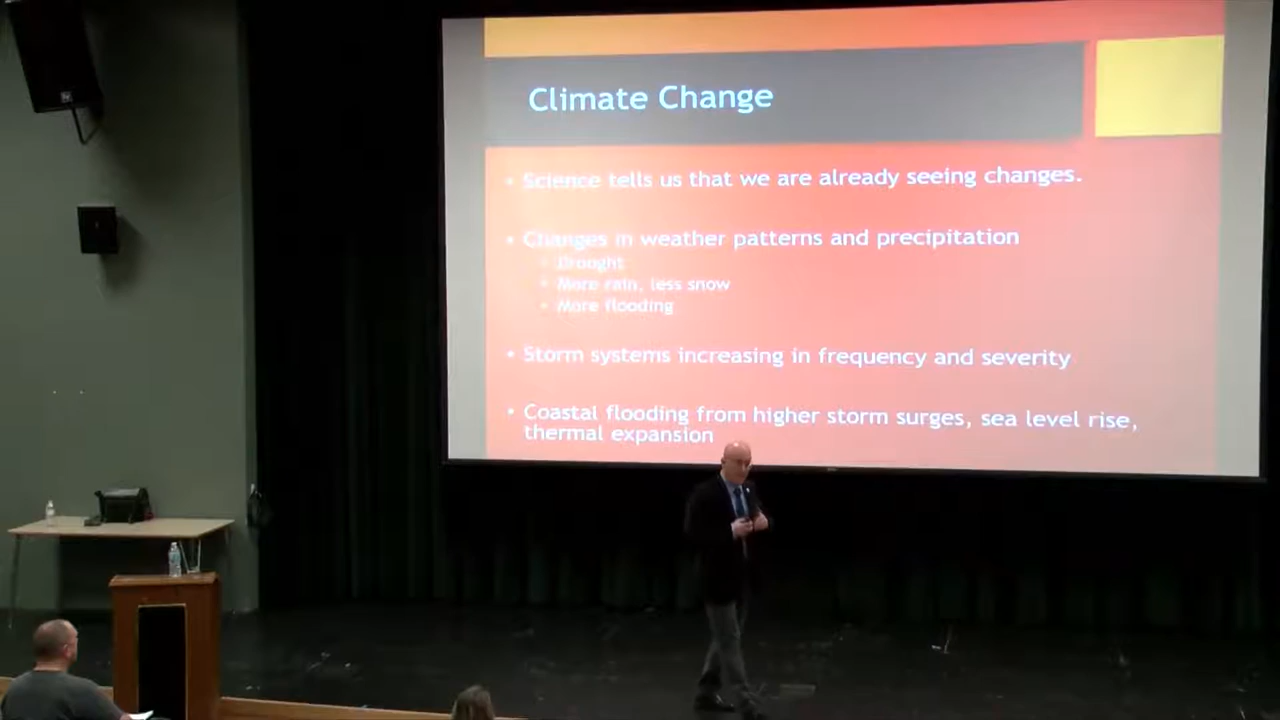 Climate Change
• Science tells us that we are already seeing changes.
• Changes in weather patterns and precipitation
• Drought
• More rain, less snow
• More flooding
• Storm systems increasing in frequency and severity
• Coastal flooding from higher storm surges, sea level rise,
thermal expansion